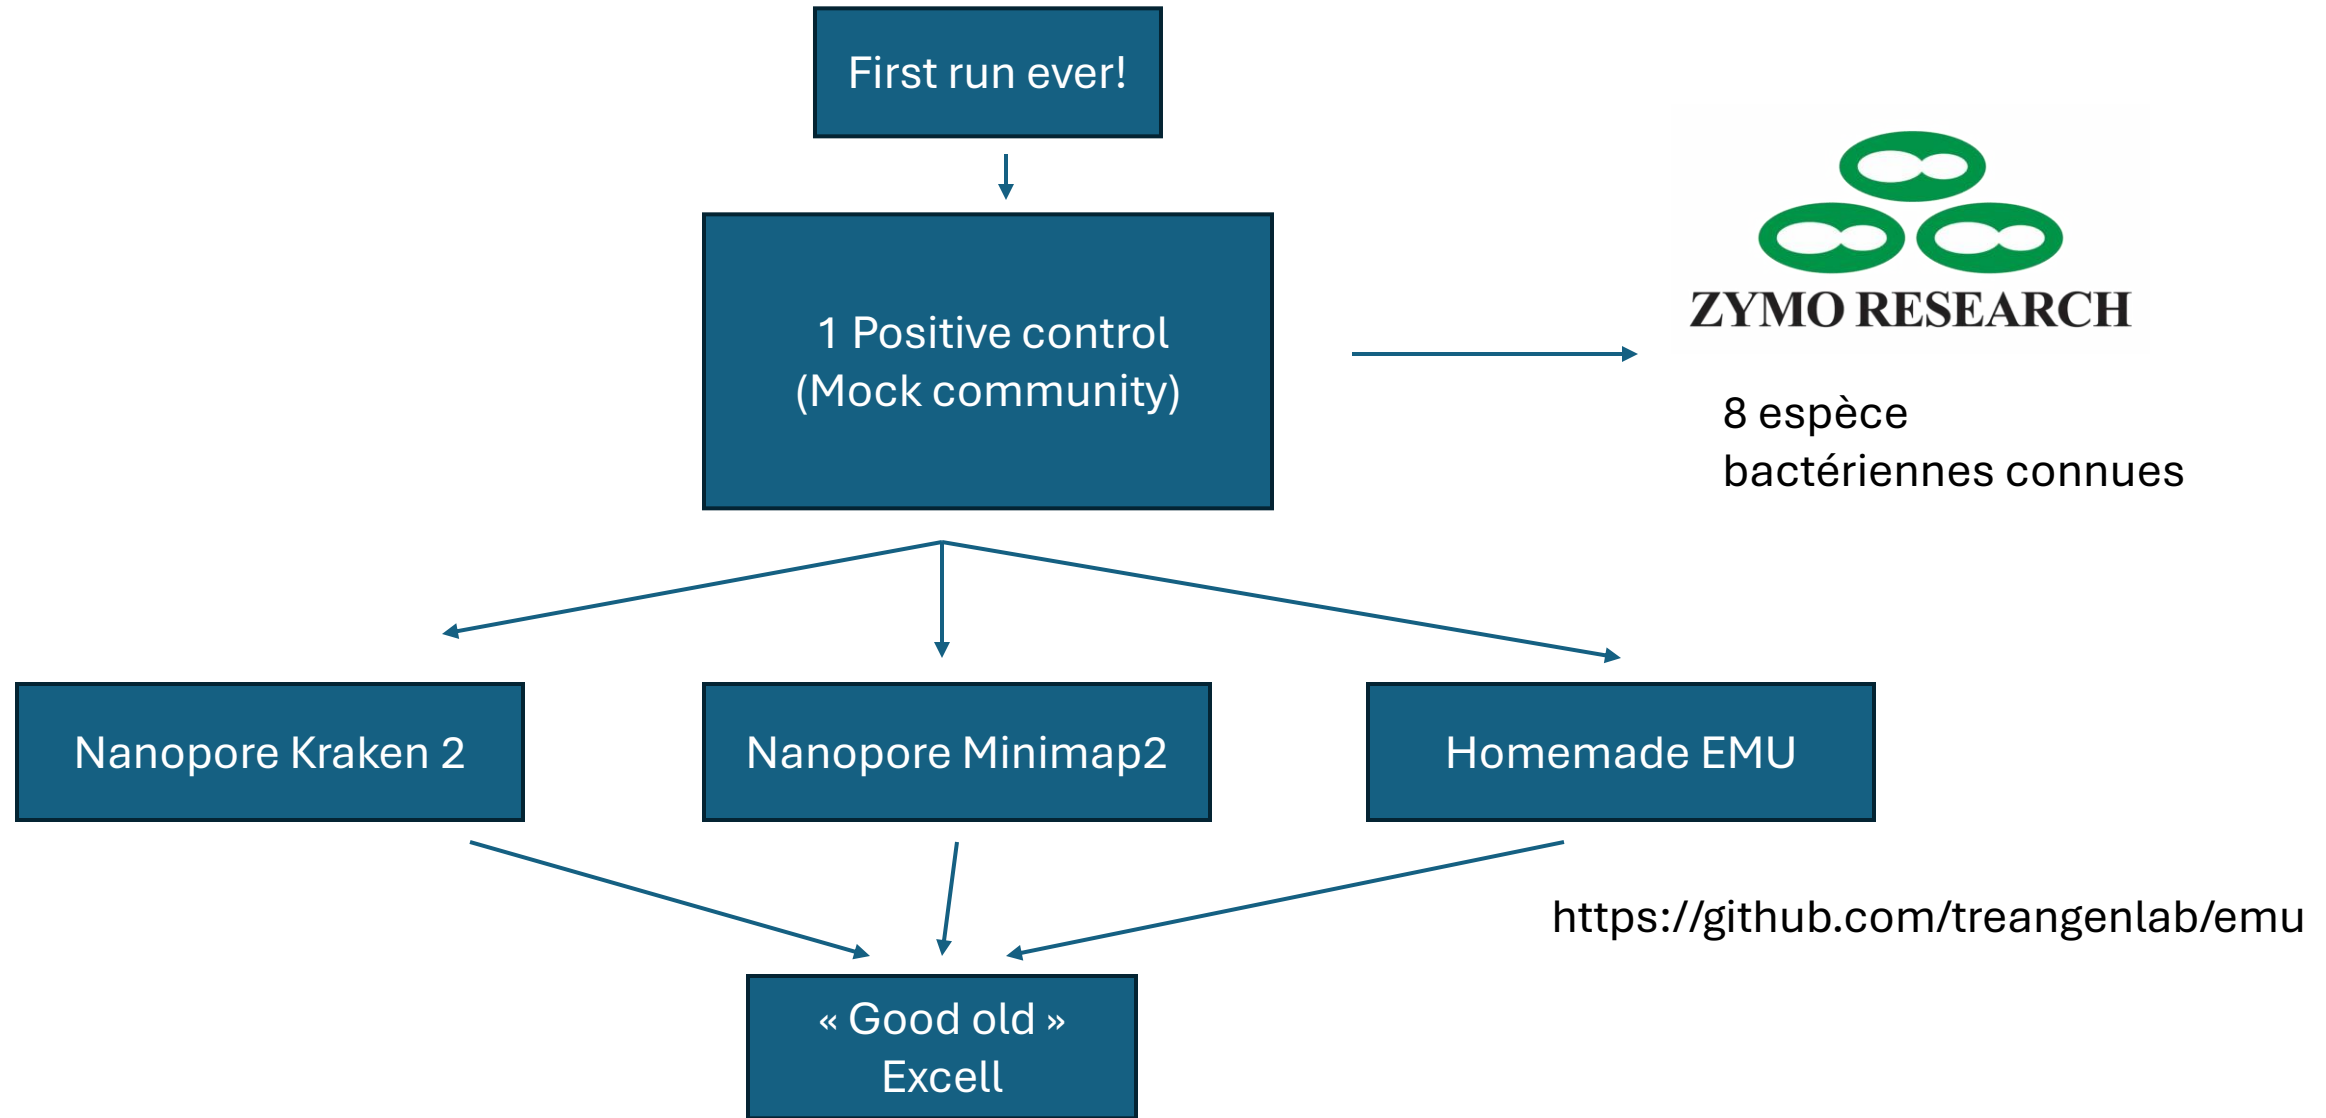 First run ever!
1 Positive control
(Mock community)
ZYMO RESEARCH
8 espèce
bactériennes connues
Nanopore Kraken 2
Nanopore Minimap2
Homemade EMU
https://github.com/treangenlab/emu
« Good old »
Excell